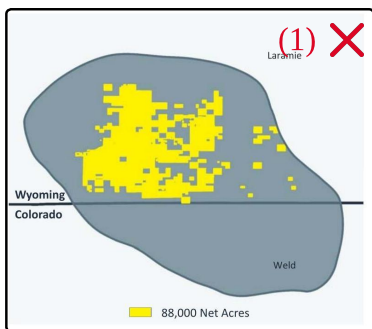 (1)
Laramie
Wyoming
Colorado
Weld
88,000 Net Acres